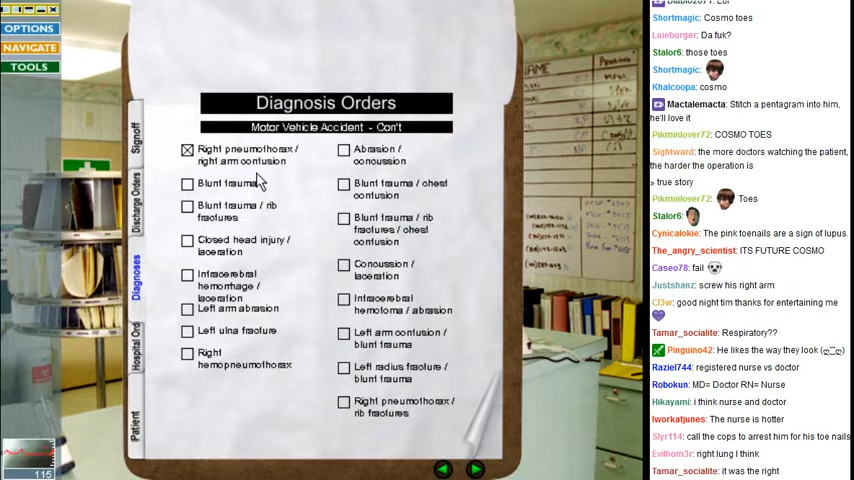 OPTIONS
NAVIGATE
TOOLS
Diagnosis Orders
Motor Vehicle Accident - Con't
Right pneumothorax /
right arm contusion
Blunt trauma
Blunt trauma / rib
fractures
Closed head injury /
laceration
Intracerebral
hemorrhage /
laceration
Left arm abrasion
Left ulna fracture
Right
hemopneumothorax
Abrasion /
concussion
Blunt trauma / chest
contusion
Blunt trauma / rib
fractures / chest
contusion
Concussion /
laceration
Intracerebral
hematoma / abrasion
Left arm contusion /
blunt trauma
Left radius fracture /
blunt trauma
Right pneumothorax /
rib fractures
Signoff
Discharge Orders
Diagnoses
Hospital Ord
Patient
115
Shortmagic: Cosmo toes
Luieburger: Da fuk?
Stalor6: those toes
Shortmagic:
Khalcoopa: cosmo
Mactalemacta: Stitch a pentagram into him,
he'll love it
Pikminlover72: COSMO TOES
Sightward: the more doctors watching the patient,
the harder the operation is
» true story
Pikminlover72: Toes
Stalor6:
Cynicalokie: The pink toenails are a sign of lupus.
The_angry_scientist: ITS FUTURE COSMO
Caseo78: fail
Justshanz: screw his right arm
Cl3w: good night tim thanks for entertaining me
Tamar_socialite: Respiratory??
Pinguino42: He likes the way they look (ღ˘⌣˘ღ)
Raziel744: registered nurse vs doctor
Robokun: MD= Doctor RN= Nurse
Hikayami: i think nurse and doctor
Iworkatjunes: The nurse is hotter
Slyr114: call the cops to arrest him for his toe nails
Evilhorn3r: right lung I think
Tamar_socialite: it was the right